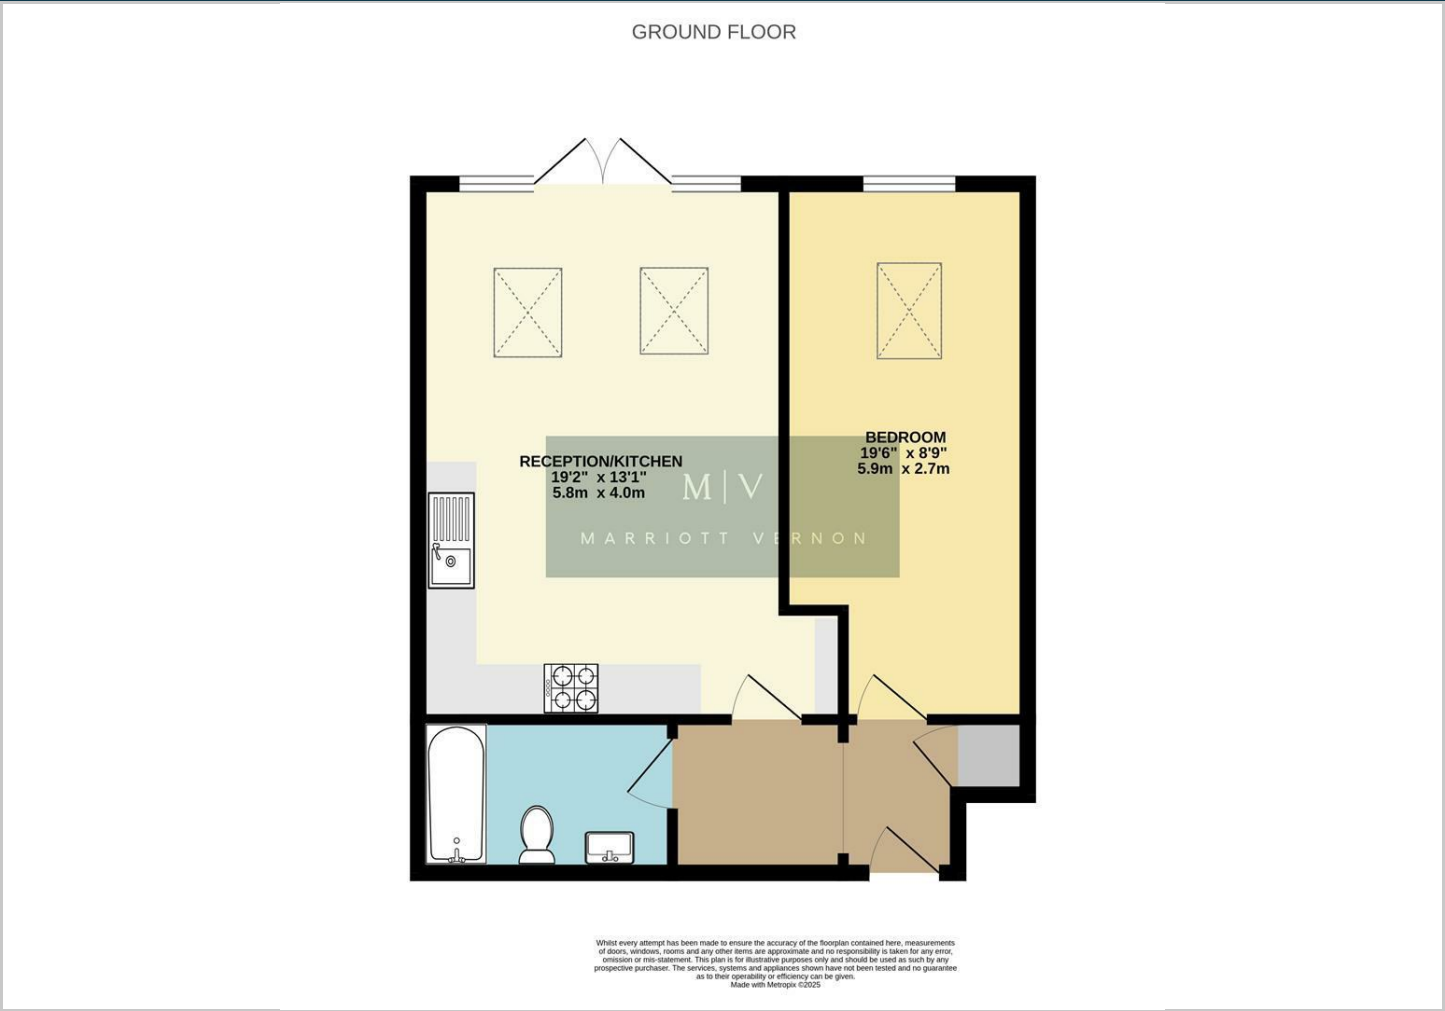 GROUND FLOOR
RECEPTION/KITCHEN
19'2" x 13'1"
5.8m x 4.0m
BEDROOM
19'6" x 8'9"
5.9m x 2.7m
M|V
MARRIOTT VERNON
Whilst every attempt has been made to ensure the accuracy of the floorplan contained here, measurements
of doors, windows, rooms and any other items are approximate and no responsibility is taken for any error,
omission or mis-statement. This plan is for illustrative purposes only and should be used as such by any
prospective purchaser. The services, systems and appliances shown have not been tested and no guarantee
as to their operability or efficiency can be given.
Made with Metropix ©2025